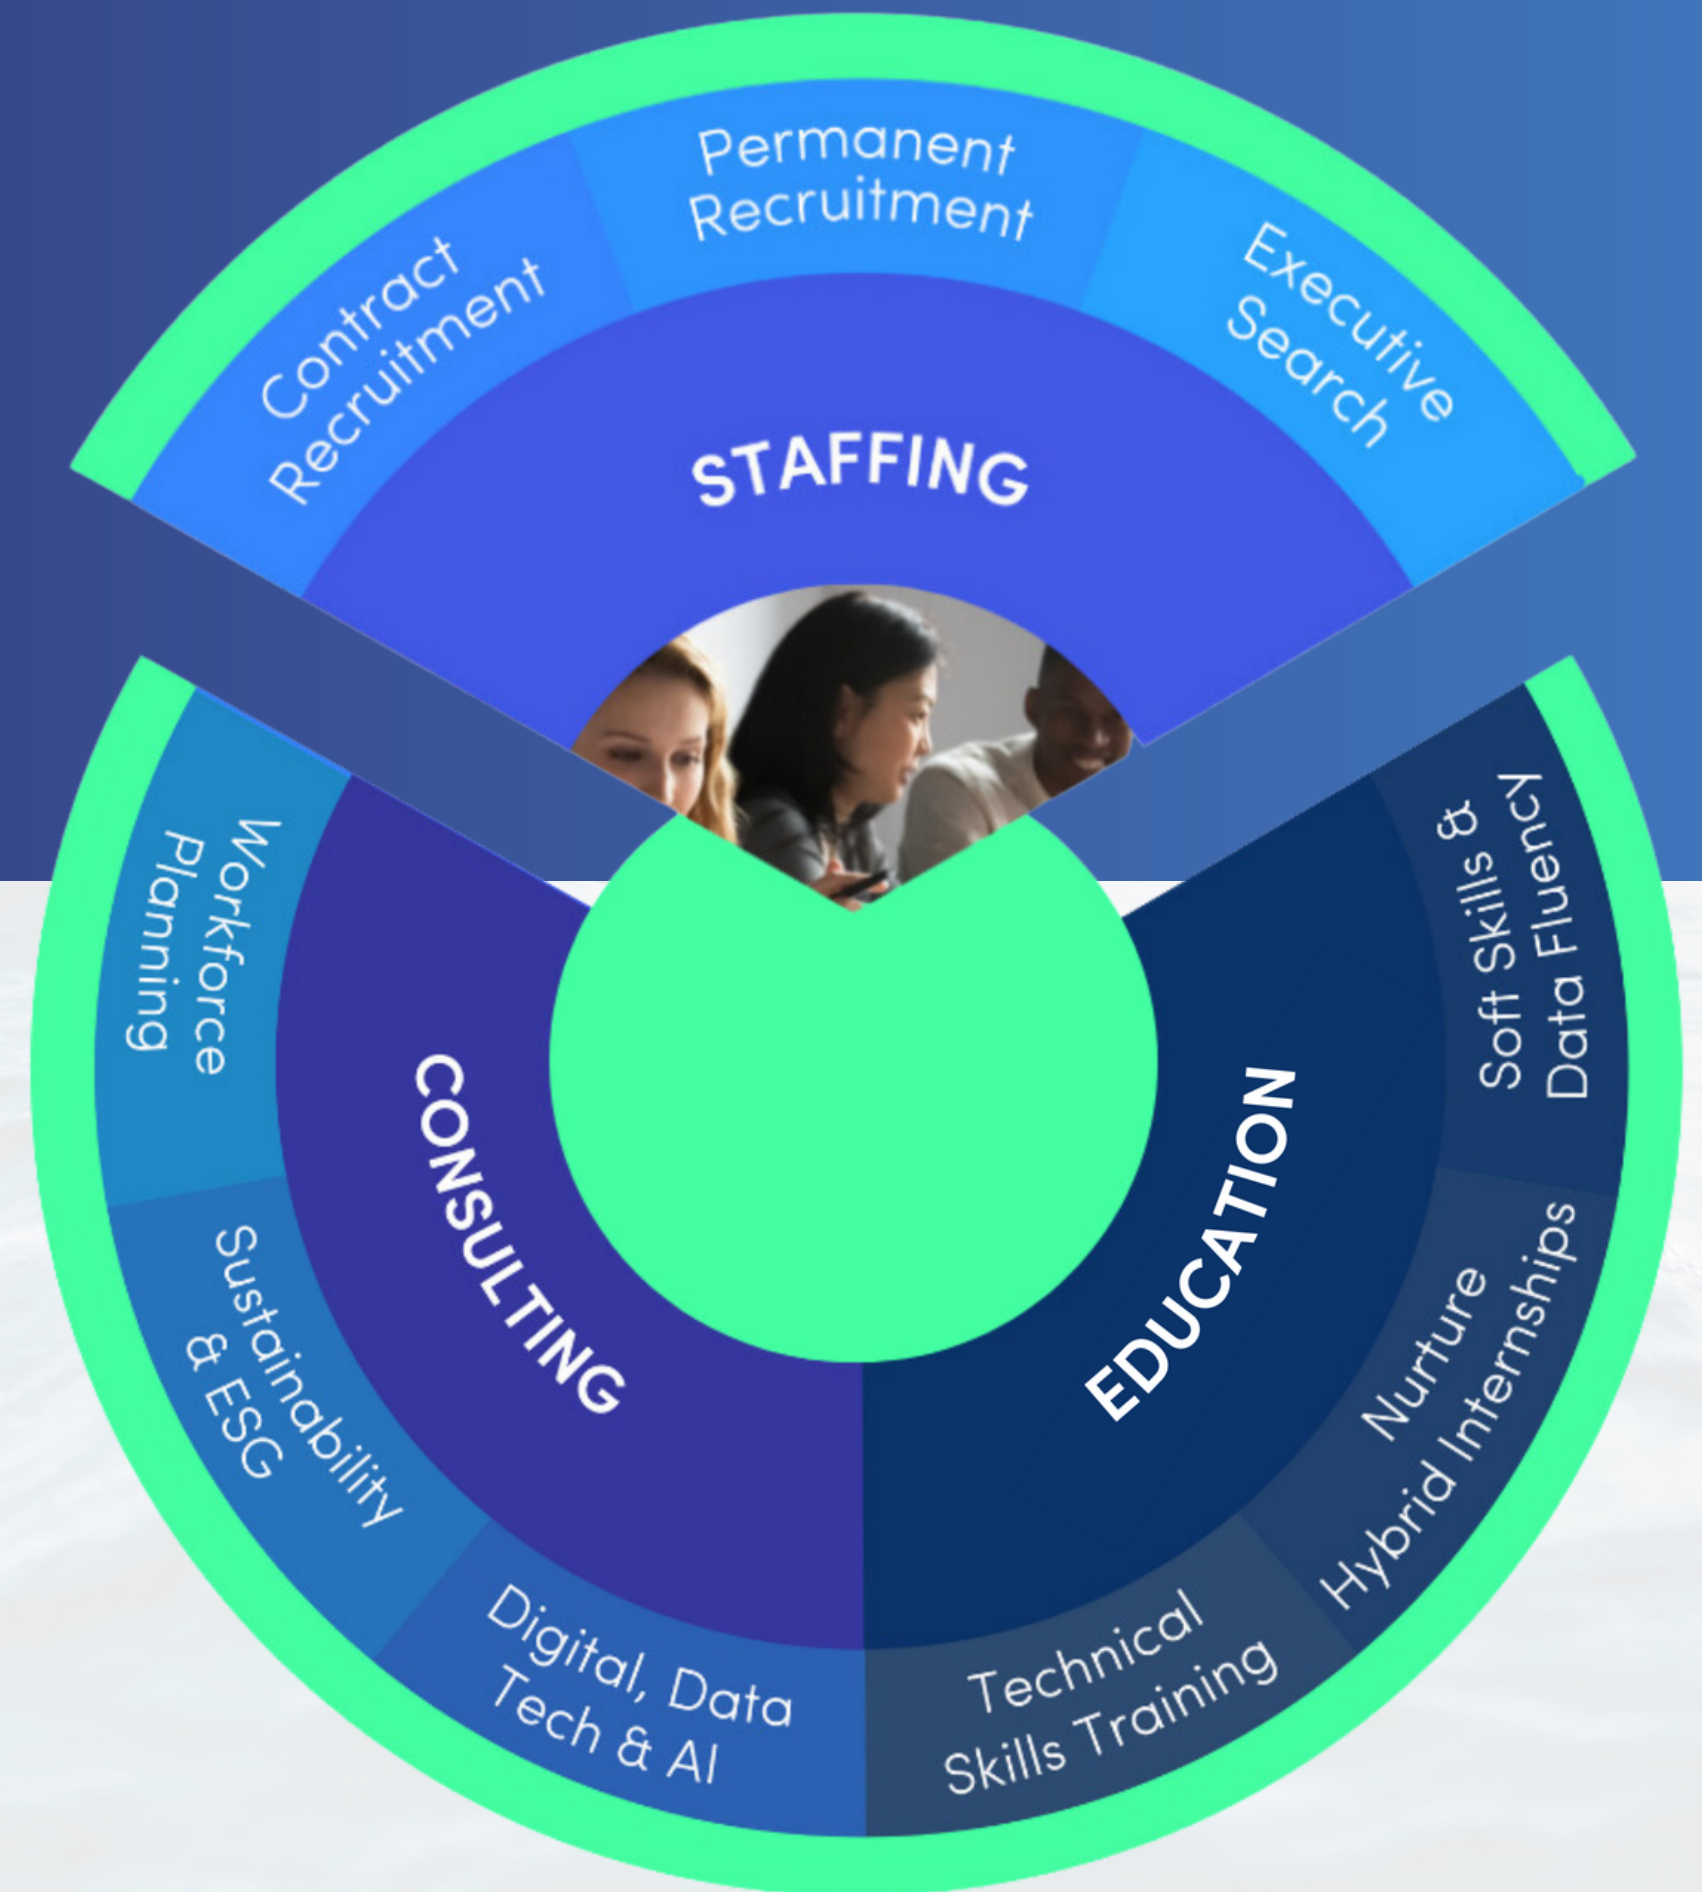 Contract
Recruitment
Permanent
Recruitment
Executive
Search
STAFFING
Workforce
Planning
Sustainability
& ESG
Digital, Data
Tech & AI
CONSULTING
Soft Skills &
Data Fluency
Nurture
Hybrid Internships
Technical
Skills Training
EDUCATION